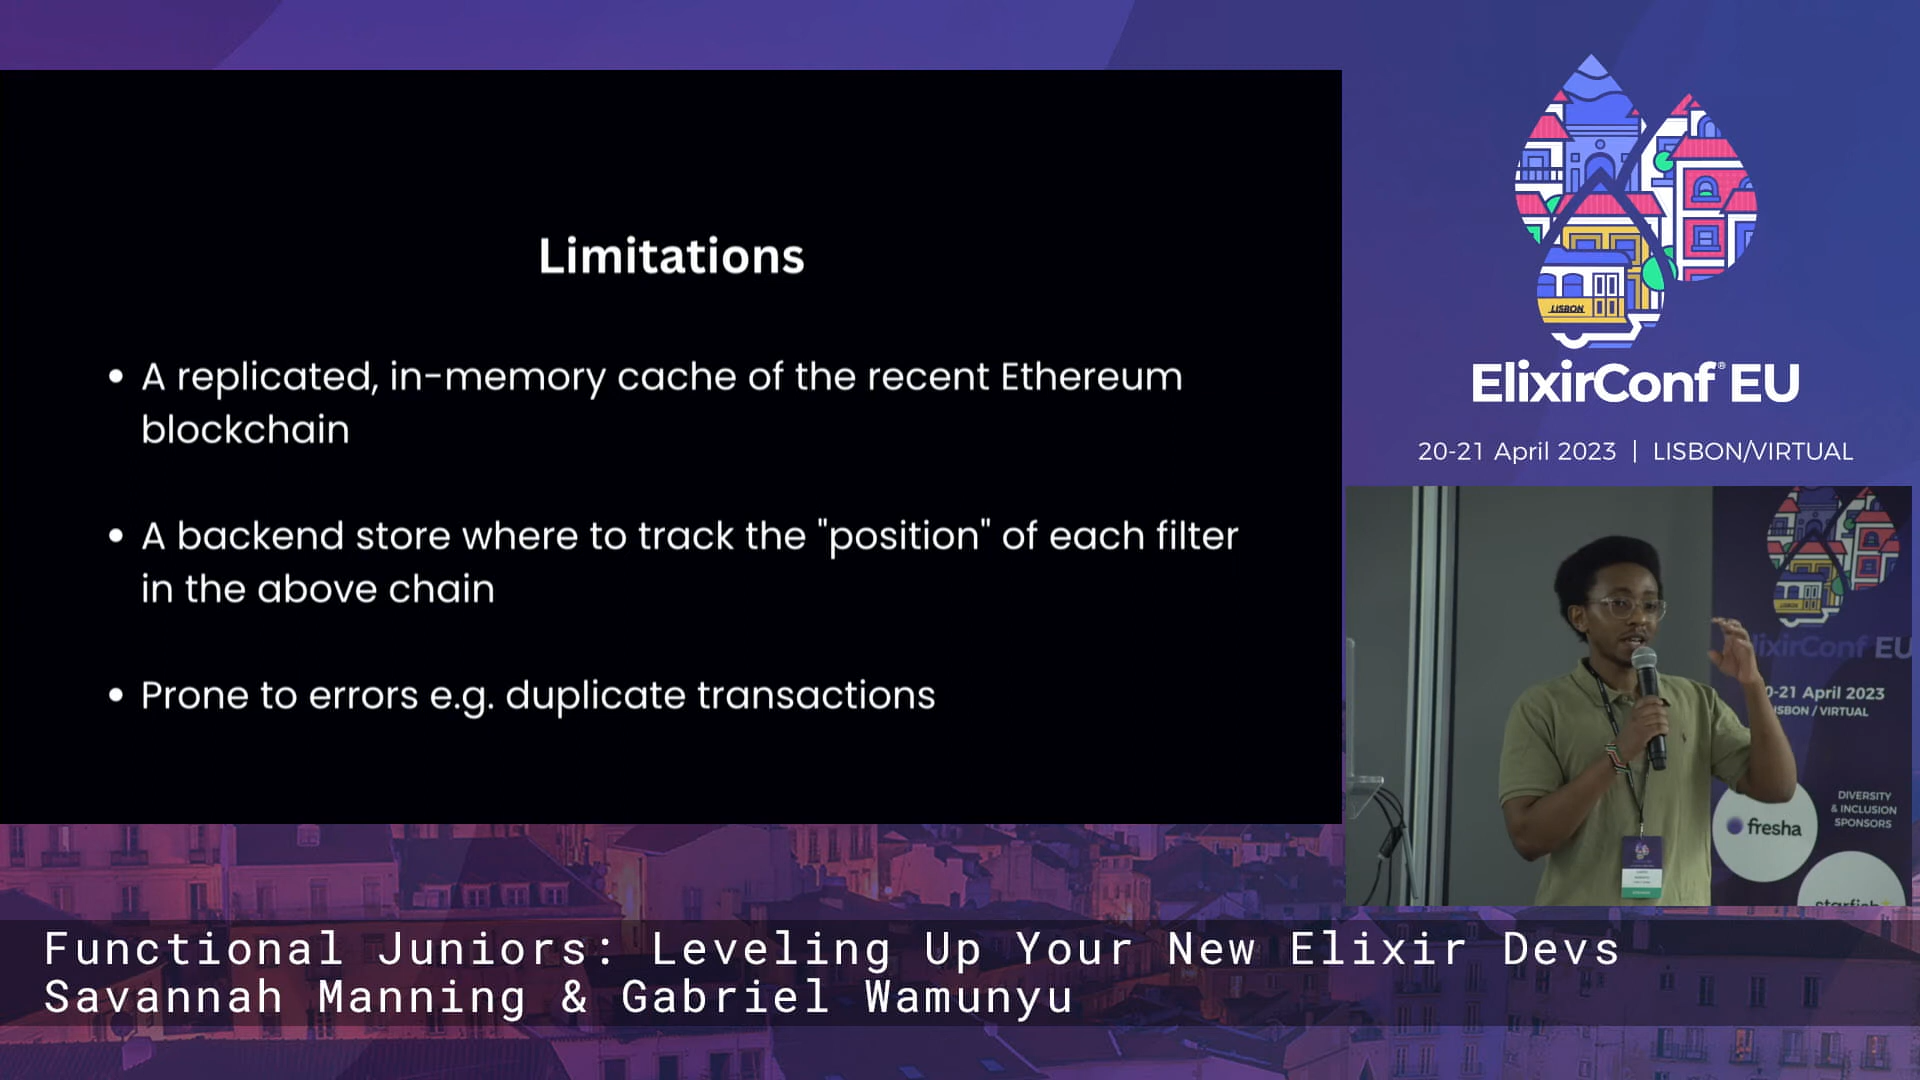 Limitations
• A replicated, in-memory cache of the recent Ethereum
blockchain
• A backend store where to track the "position" of each filter
in the above chain
• Prone to errors e.g. duplicate transactions
LISBON
ElixirConf® EU
20-21 April 2023 | LISBON/VIRTUAL
ixirConf EU
0-21 April 2023
ISBON / VIRTUAL
DIVERSITY
& INCLUSION
SPONSORS
fresha
starfish
Functional Juniors: Leveling Up Your New Elixir Devs
Savannah Manning & Gabriel Wamunyu